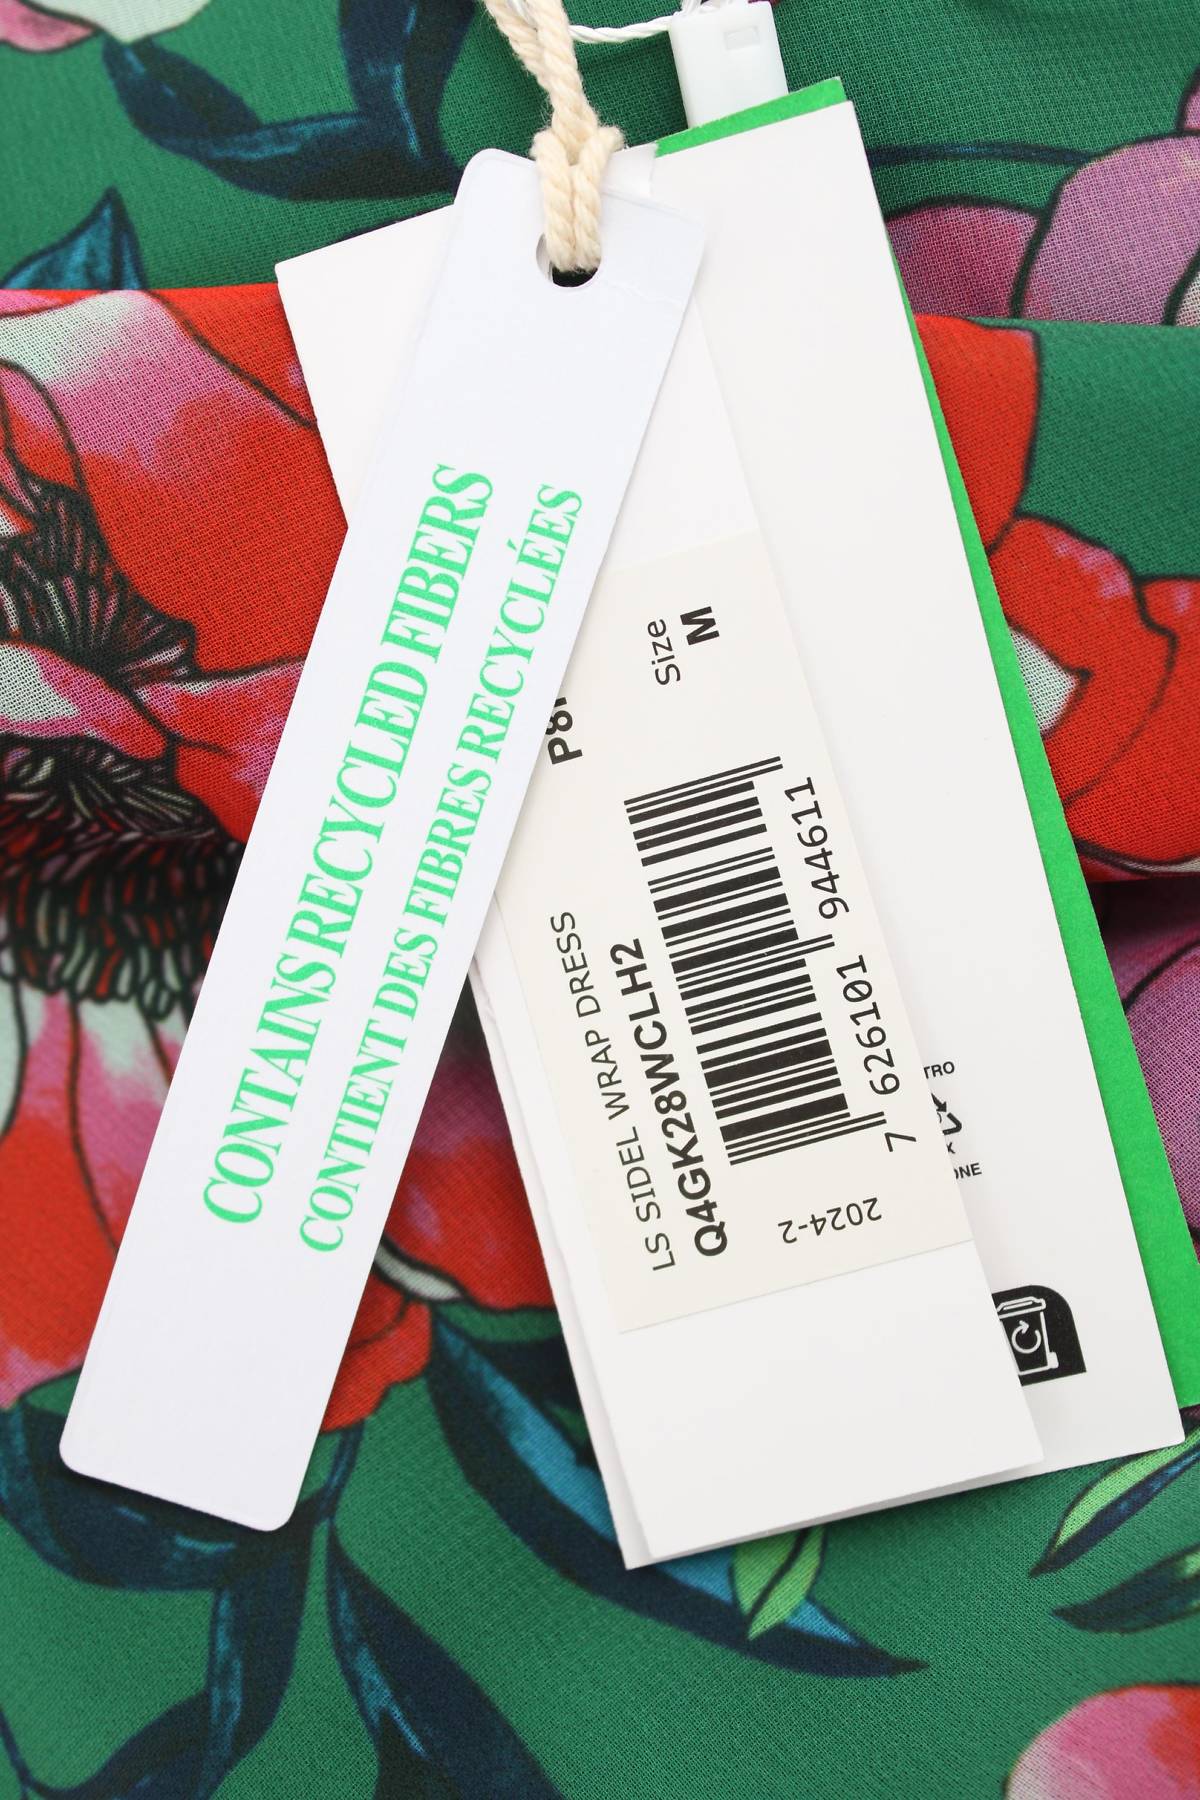 CONTAINS RECYCLED FIBERS
CONTIENT DES FIBRES RECYCLÉES
Size
M
LS SIDEL WRAP DRESS
Q4GK28WCLH2
7 626101 944611
2024-2